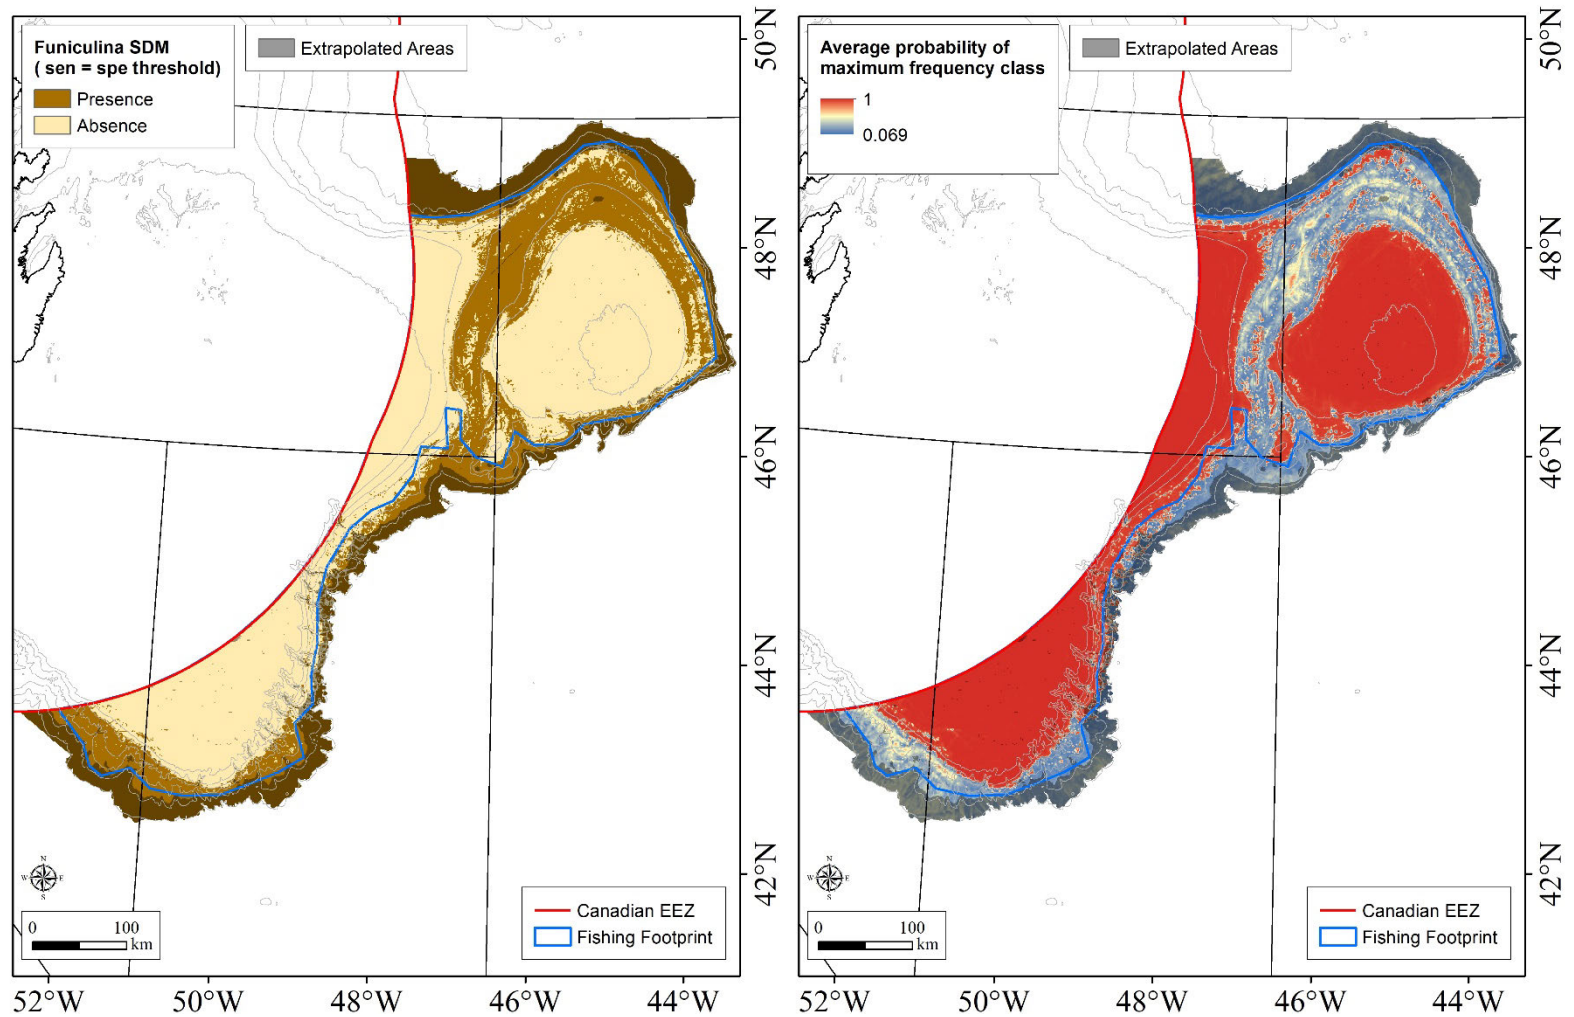 Funiculina SDM
( sen = spe threshold)
Presence
Absence
Extrapolated Areas
N
W
E
S
0 100
km
Canadian EEZ
Fishing Footprint
52°W 50°W 48°W 46°W 44°W
50°N
48°N
46°N
44°N
42°N
Average probability of
maximum frequency class
1
0.069
Extrapolated Areas
N
W
E
S
0 100
km
Canadian EEZ
Fishing Footprint
52°W 50°W 48°W 46°W 44°W
50°N
48°N
46°N
44°N
42°N